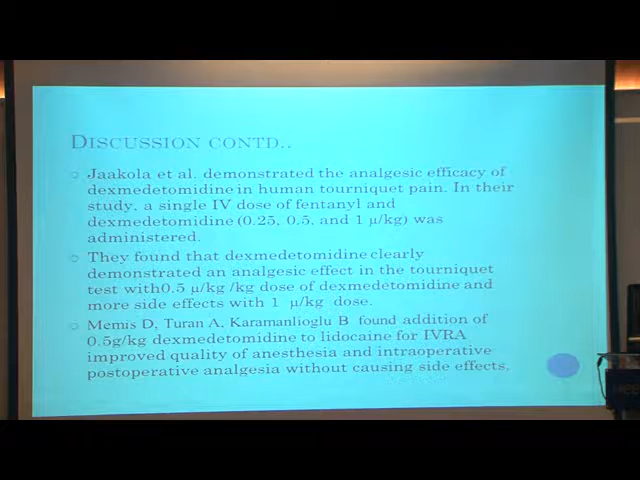 DISCUSSION CONTD..
Jaakola et al. demonstrated the analgesic efficacy of
dexmedetomidine in human tourniquet pain. In their
study, a single IV dose of fentanyl and
dexmedetomidine (0.25, 0.5, and 1 µ/kg) was
administered.
They found that dexmedetomidine clearly
demonstrated an analgesic effect in the tourniquet
test with0.5 µ/kg /kg dose of dexmedetomidine and
more side effects with 1 µ/kg dose.
Memis D, Turan A, Karamanlioglu B found addition of
0.5g/kg dexmedetomidine to lidocaine for IVRA
improved quality of anesthesia and intraoperative
postoperative analgesia without causing side effects.